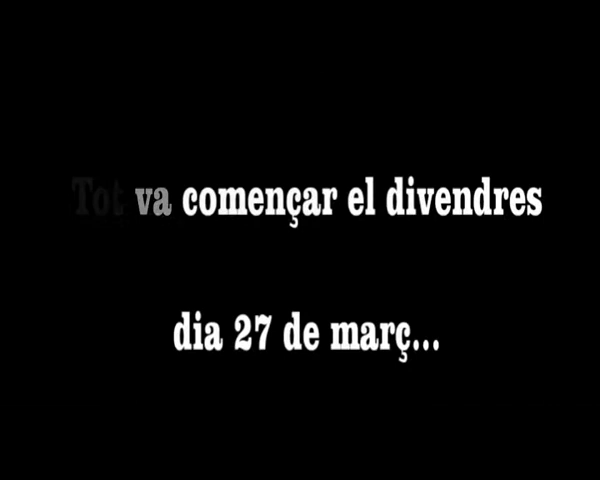 Tot va començar el divendres
dia 27 de març...